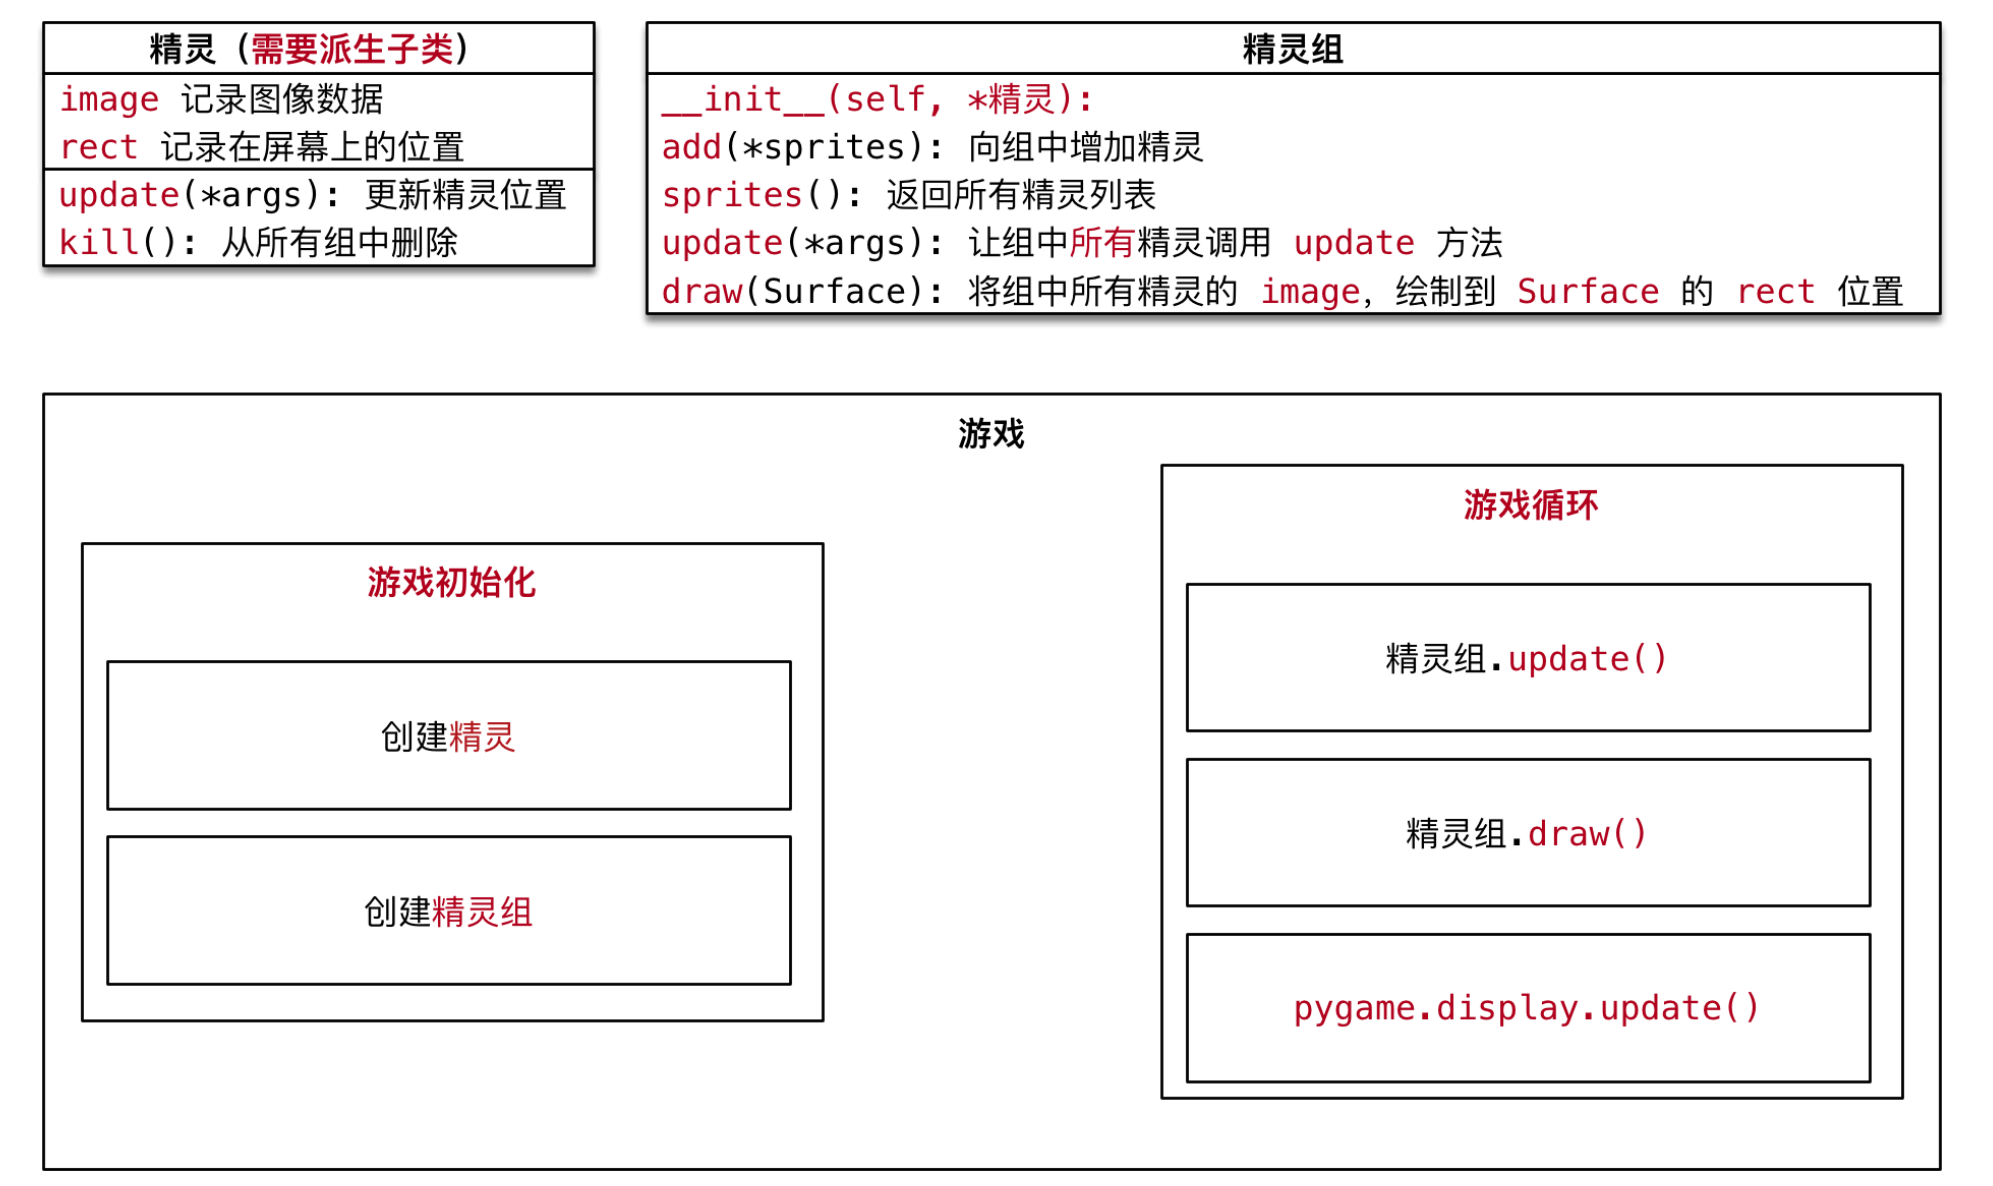 精灵（需要派生子类）
image 记录图像数据
rect 记录在屏幕上的位置
update(*args): 更新精灵位置
kill(): 从所有组中删除
精灵组
__init__(self, *精灵):
add(*sprites): 向组中增加精灵
sprites(): 返回所有精灵列表
update(*args): 让组中所有精灵调用 update 方法
draw(Surface): 将组中所有精灵的 image，绘制到 Surface 的 rect 位置
游戏
游戏初始化
创建精灵
创建精灵组
游戏循环
精灵组.update()
精灵组.draw()
pygame.display.update()